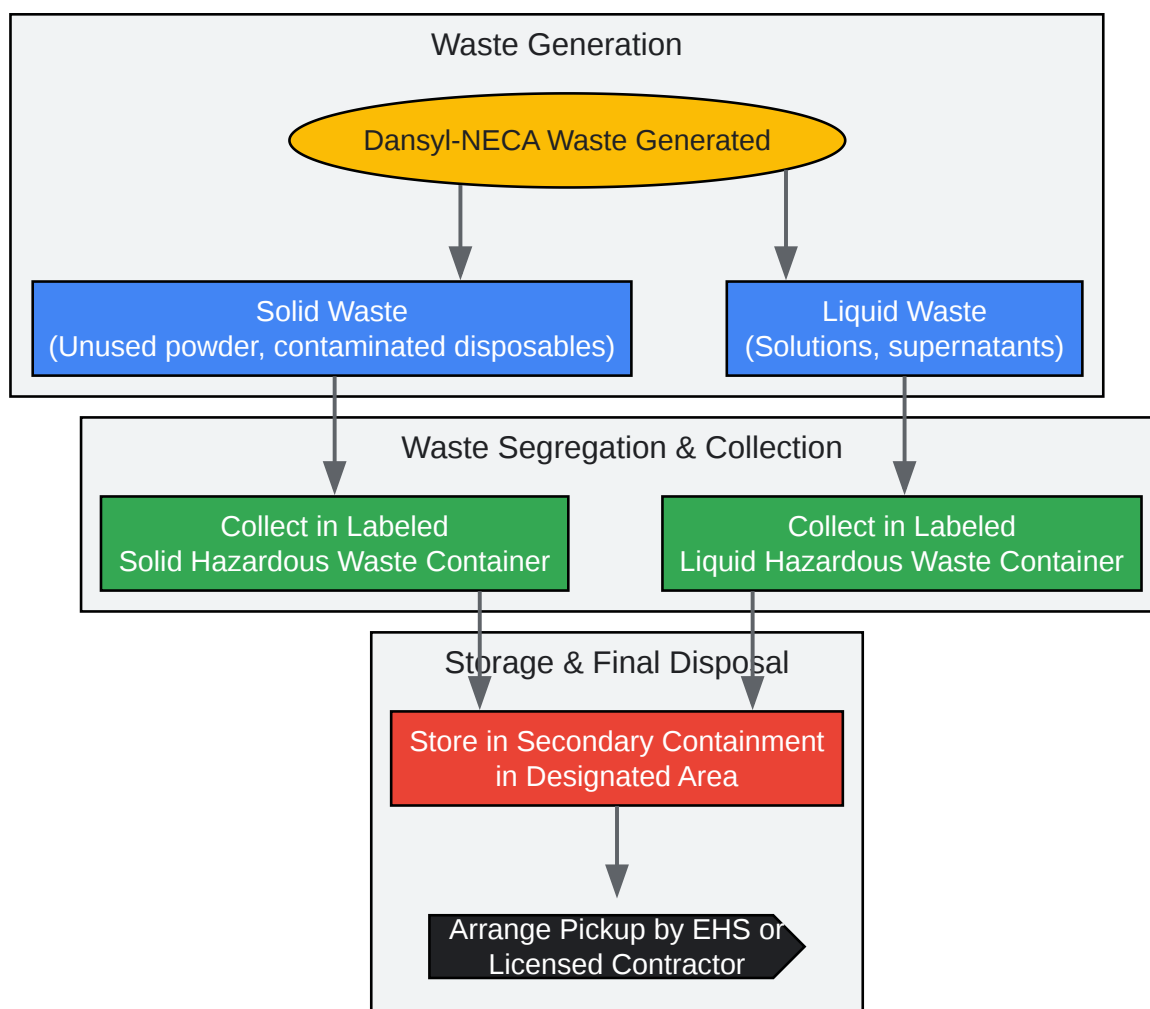 Waste Generation
Dansyl-NECA Waste Generated
Solid Waste
(Unused powder, contaminated disposables)
Liquid Waste
(Solutions, supernatants)
Waste Segregation & Collection
Collect in Labeled
Solid Hazardous Waste Container
Collect in Labeled
Liquid Hazardous Waste Container
Storage & Final Disposal
Store in Secondary Containment
in Designated Area
Arrange Pickup by EHS or
Licensed Contractor